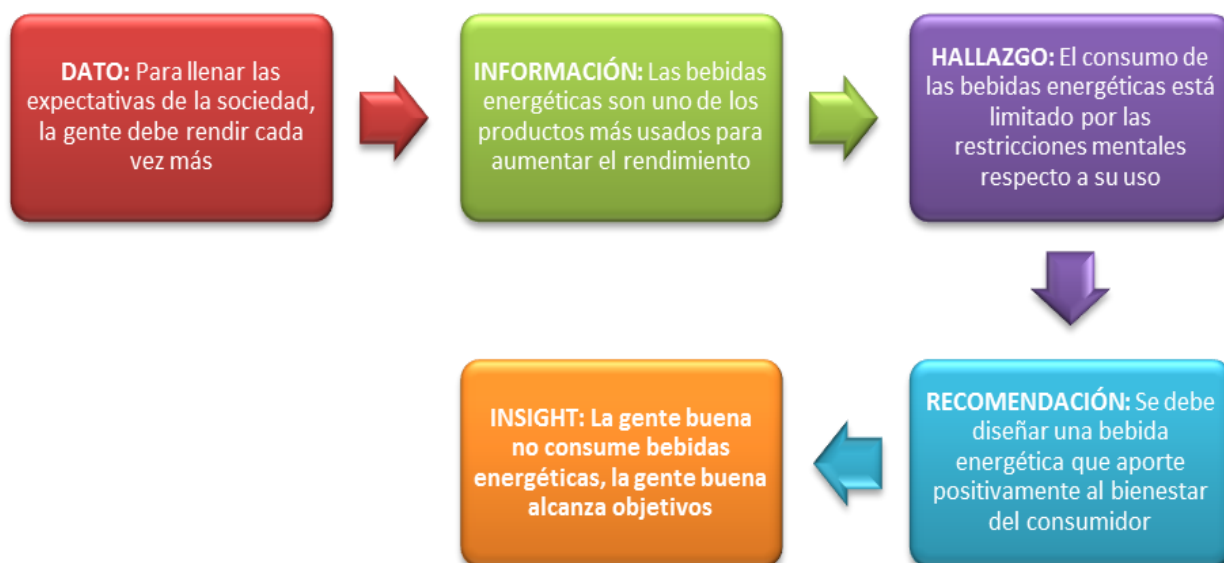 DATO: Para llenar las
expectativas de la sociedad,
la gente debe rendir cada
vez más
INFORMACIÓN: Las bebidas
energéticas son uno de los
productos más usados para
aumentar el rendimiento
HALLAZGO: El consumo de
las bebidas energéticas está
limitado por las
restricciones mentales
respecto a su uso
RECOMENDACIÓN: Se debe
diseñar una bebida
energética que aporte
positivamente al bienestar
del consumidor
INSIGHT: La gente buena
no consume bebidas
energéticas, la gente buena
alcanza objetivos